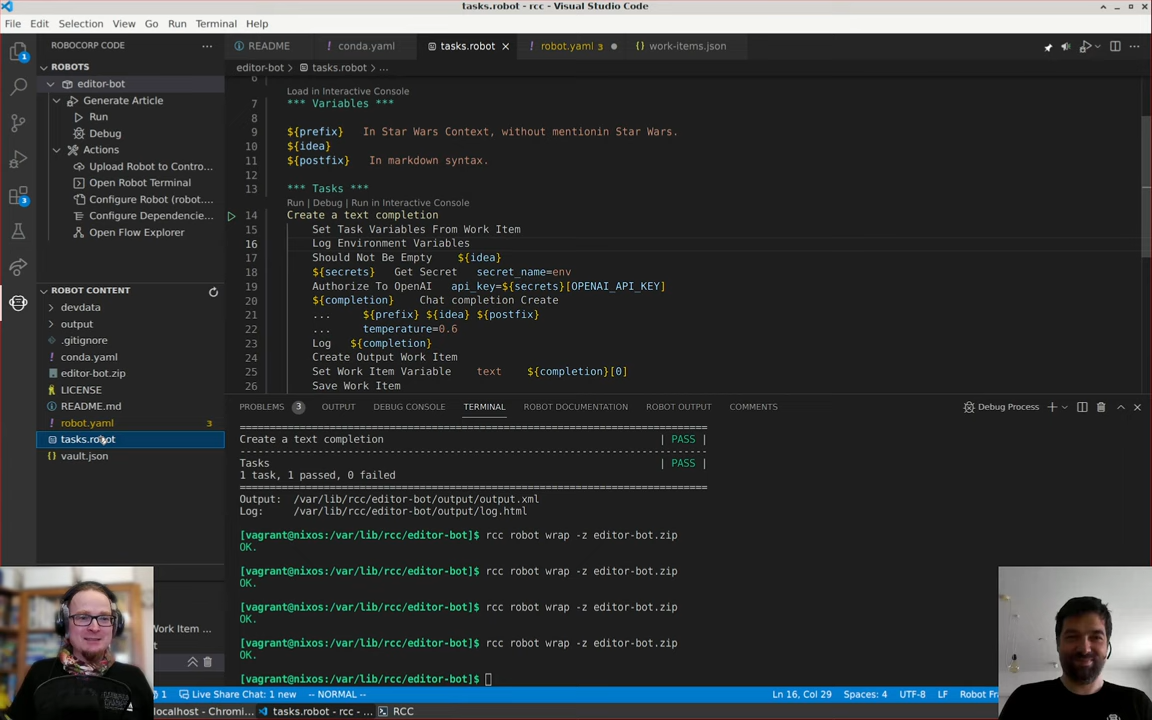 tasks.robot - rcc - Visual Studio Code
File Edit Selection View Go Run Terminal Help
ROBOCORP CODE ...
README conda.yaml tasks.robot robot.yaml 3 work-items.json
editor-bot > tasks.robot > ...
ROBOTS
editor-bot
Generate Article
Run
Debug
Actions
Upload Robot to Contro...
Open Robot Terminal
Configure Robot (robot....
Configure Dependencie...
Open Flow Explorer
1
3
ROBOT CONTENT
devdata
output
.gitignore
conda.yaml
editor-bot.zip
LICENSE
README.md
robot.yaml 3
tasks.robot
vault.json
6
Load in Interactive Console
7 *** Variables ***
8
9 ${prefix} In Star Wars Context, without mentionin Star Wars.
10 ${idea}
11 ${postfix} In markdown syntax.
12
13 *** Tasks ***
Run | Debug | Run in Interactive Console
14 Create a text completion
15 Set Task Variables From Work Item
16 Log Environment Variables
17 Should Not Be Empty ${idea}
18 ${secrets} Get Secret secret_name=env
19 Authorize To OpenAI api_key=${secrets}[OPENAI_API_KEY]
20 ${completion} Chat completion Create
21 ... ${prefix} ${idea} ${postfix}
22 ... temperature=0.6
23 Log ${completion}
24 Create Output Work Item
25 Set Work Item Variable text ${completion}[0]
26 Save Work Item
PROBLEMS 3 OUTPUT DEBUG CONSOLE TERMINAL ROBOT DOCUMENTATION ROBOT OUTPUT COMMENTS Debug Process
==============================================================================
Create a text completion | PASS |
------------------------------------------------------------------------------
Tasks | PASS |
1 task, 1 passed, 0 failed
==============================================================================
Output: /var/lib/rcc/editor-bot/output/output.xml
Log: /var/lib/rcc/editor-bot/output/log.html
[vagrant@nixos:/var/lib/rcc/editor-bot]$ rcc robot wrap -z editor-bot.zip
OK.
[vagrant@nixos:/var/lib/rcc/editor-bot]$ rcc robot wrap -z editor-bot.zip
OK.
[vagrant@nixos:/var/lib/rcc/editor-bot]$ rcc robot wrap -z editor-bot.zip
OK.
[vagrant@nixos:/var/lib/rcc/editor-bot]$ rcc robot wrap -z editor-bot.zip
OK.
[vagrant@nixos:/var/lib/rcc/editor-bot]$
Work Item ...
t
1 Live Share Chat: 1 new -- NORMAL -- Ln 16, Col 29 Spaces: 4 UTF-8 LF Robot Fra
localhost - Chromi... tasks.robot - rcc - ... RCC